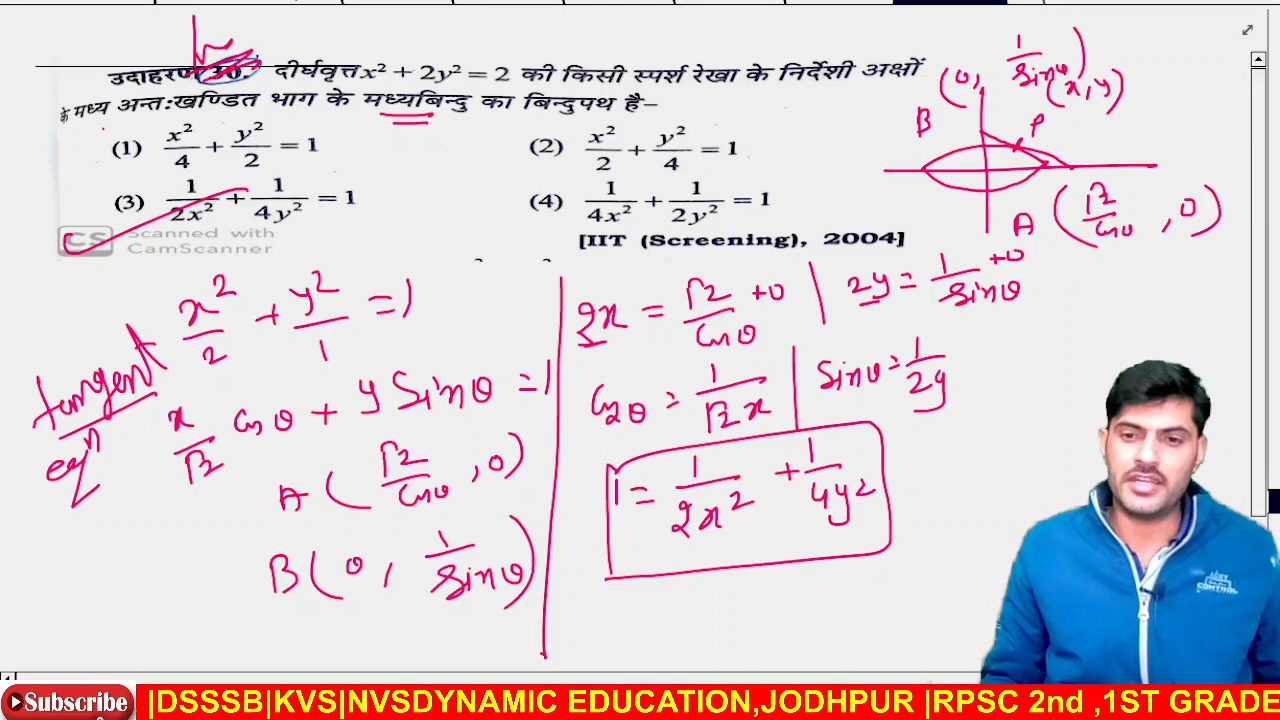 उदाहरण 30. दीर्घवृत्त x² + 2y² = 2 की किसी स्पर्श रेखा के निर्देशी अक्षों
के मध्य अन्त:खण्डित भाग के मध्यबिन्दु का बिन्दुपथ है–
(1) x²/4 + y²/2 = 1
(2) x²/2 + y²/4 = 1
(3) 1/2x² + 1/4y² = 1
(4) 1/4x² + 1/2y² = 1
CS Scanned with
CamScanner
[IIT (Screening), 2004]
(0, 1/sinθ)
(x, y)
B
P
A (√2/cosθ , 0)
x²/2 + y²/1 = 1
tangent
eqⁿ
x/√2 cosθ + y sinθ = 1
A (√2/cosθ , 0)
B (0, 1/sinθ)
2x = √2/cosθ + 0 | 2y = 1/sinθ + 0
cosθ = 1/√2x | sinθ = 1/2y
1 = 1/2x² + 1/4y²
CONTROL
Subscribe |DSSSB|KVS|NVSDYNAMIC EDUCATION,JODHPUR |RPSC 2nd ,1ST GRADE